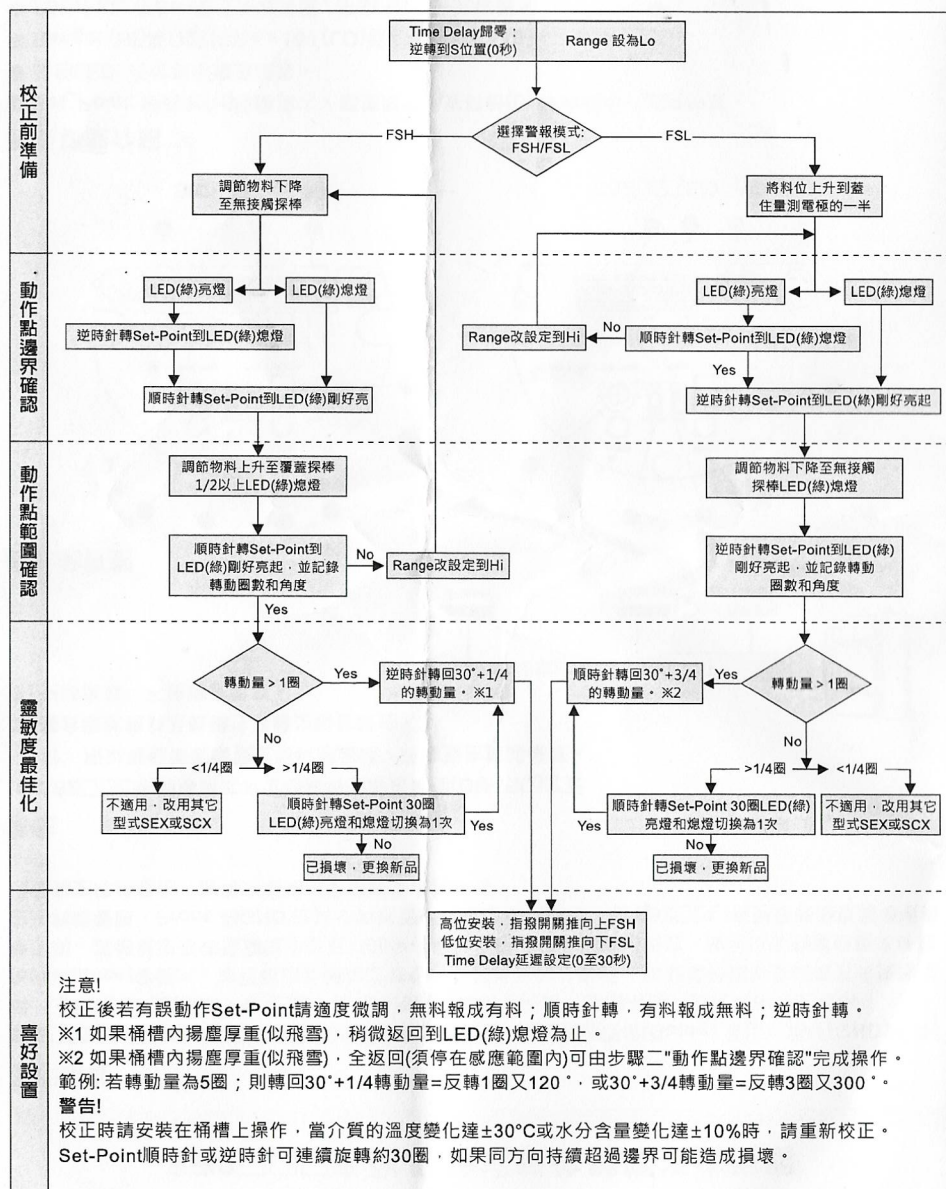 校正前準備
Time Delay歸零：
逆轉到S位置(0秒)
Range 設為Lo
選擇警報模式:
FSH/FSL
FSH
FSL
調節物料下降
至無接觸探棒
將料位上升到蓋
住量測電極的一半
動作點邊界確認
LED(綠)亮燈
LED(綠)熄燈
逆時針轉Set-Point到LED(綠)熄燈
順時針轉Set-Point到LED(綠)剛好亮
LED(綠)亮燈
LED(綠)熄燈
Range改設定到Hi
No
順時針轉Set-Point到LED(綠)熄燈
Yes
逆時針轉Set-Point到LED(綠)剛好亮起
動作點範圍確認
調節物料上升至覆蓋探棒
1/2以上LED(綠)熄燈
順時針轉Set-Point到
LED(綠)剛好亮起，並記錄
轉動圈數和角度
No
Range改設定到Hi
Yes
調節物料下降至無接觸
探棒LED(綠)熄燈
逆時針轉Set-Point到LED(綠)
剛好亮起，並記錄轉動
圈數和角度
靈敏度最佳化
轉動量 > 1圈
Yes
逆時針轉回30°+1/4
的轉動量。※1
No
<1/4圈
>1/4圈
不適用，改用其它
型式SEX或SCX
順時針轉Set-Point 30圈
LED(綠)亮燈和熄燈切換為1次
Yes
No
已損壞，更換新品
順時針轉回30°+3/4
的轉動量。※2
Yes
轉動量 > 1圈
No
>1/4圈
<1/4圈
Yes
順時針轉Set-Point 30圈LED(綠)
亮燈和熄燈切換為1次
不適用，改用其它
型式SEX或SCX
No
已損壞，更換新品
喜好設置
高位安裝，指撥開關推向上FSH
低位安裝，指撥開關推向下FSL
Time Delay延遲設定(0至30秒)
注意!
校正後若有誤動作Set-Point請適度微調，無料報成有料；順時針轉，有料報成無料；逆時針轉。
※1 如果桶槽內揚塵厚重(似飛雪)，稍微返回到LED(綠)熄燈為止。
※2 如果桶槽內揚塵厚重(似飛雪)，全返回(須停在感應範圍內)可由步驟二"動作點邊界確認"完成操作。
範例: 若轉動量為5圈；則轉回30°+1/4轉動量=反轉1圈又120°，或30°+3/4轉動量=反轉3圈又300°。
警告!
校正時請安裝在桶槽上操作，當介質的溫度變化達±30°C或水分含量變化達±10%時，請重新校正。
Set-Point順時針或逆時針可連續旋轉約30圈，如果同方向持續超過邊界可能造成損壞。